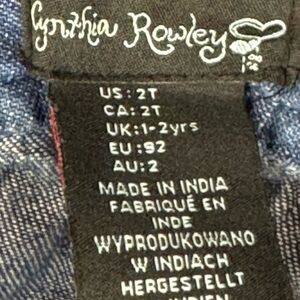 Cynthia Rowley
US:2T
CA:2T
UK:1-2yrs
EU:92
AU:2
MADE IN INDIA
FABRIQUÉ EN
INDE
WYPRODUKOWANO
W INDIACH
HERGESTELLT
INDIEN